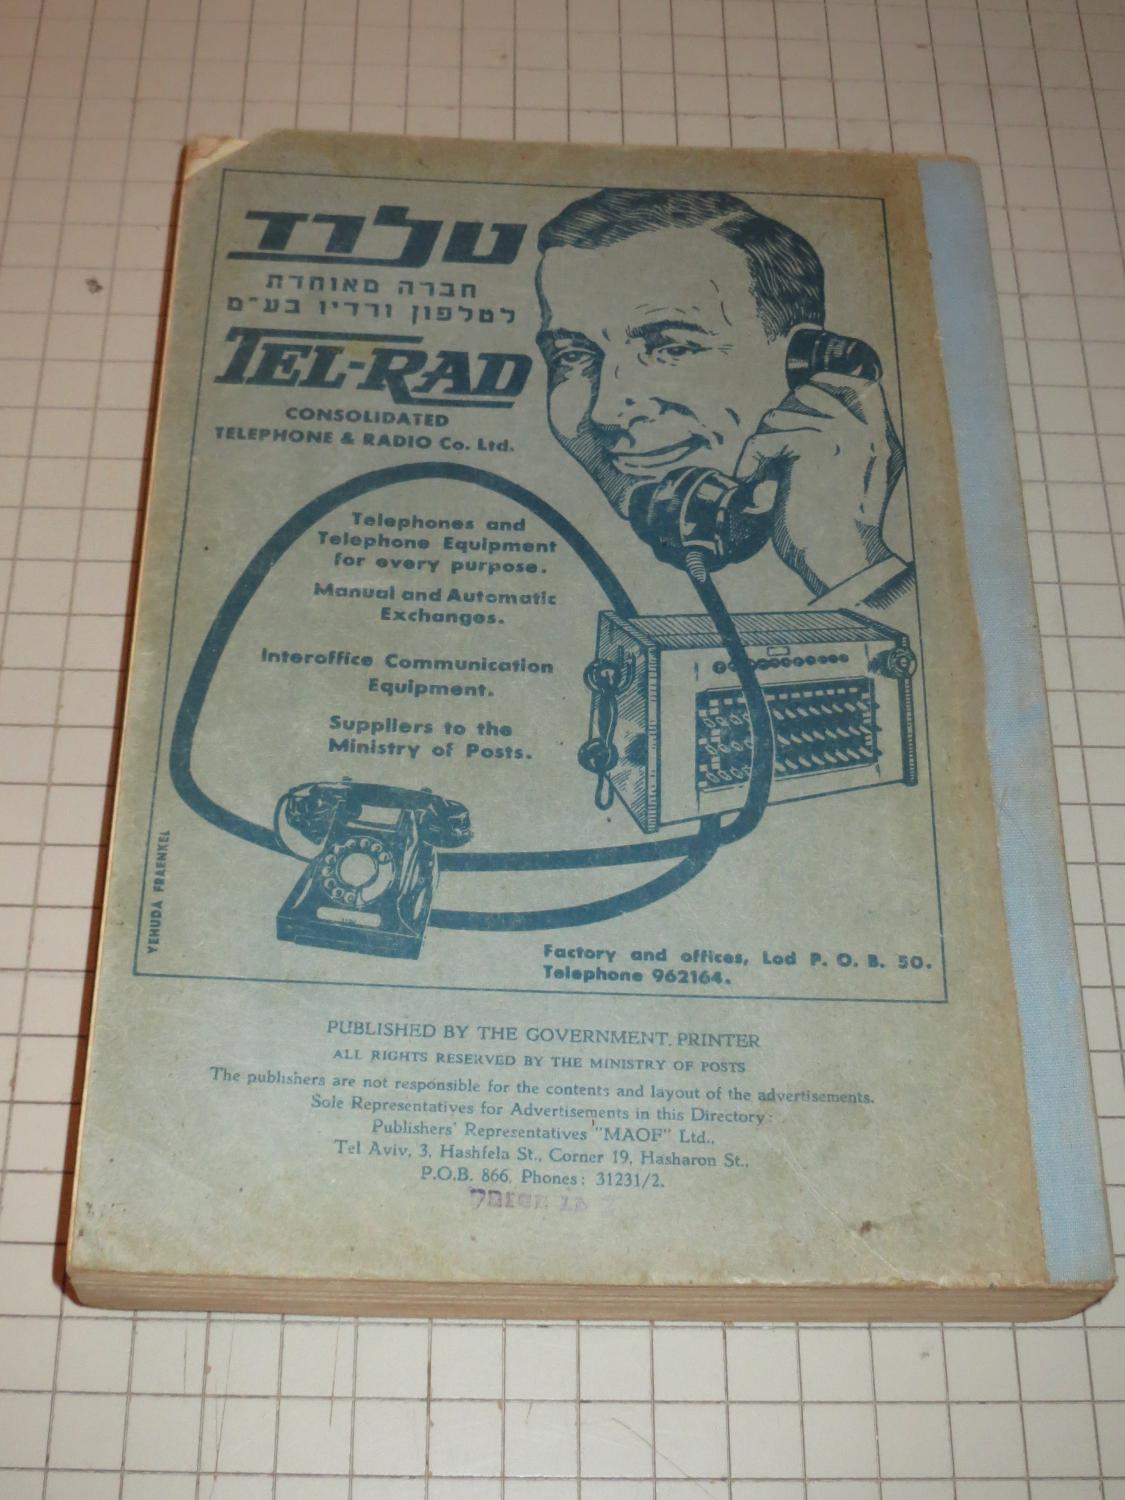 טלרד
חברה מאוחדת
לטלפון ורדיו בע״מ
TEL-RAD
CONSOLIDATED
TELEPHONE & RADIO Co. Ltd.
Telephones and
Telephone Equipment
for every purpose.
Manual and Automatic
Exchanges.
Interoffice Communication
Equipment.
Suppliers to the
Ministry of Posts.
YEHUDA FRAENKEL
Factory and offices, Lod P. O. B. 50.
Telephone 962164.
PUBLISHED BY THE GOVERNMENT PRINTER
ALL RIGHTS RESERVED BY THE MINISTRY OF POSTS
The publishers are not responsible for the contents and layout of the advertisements.
Sole Representatives for Advertisements in this Directory:
Publishers' Representatives "MAOF" Ltd.,
Tel Aviv, 3, Hashfela St., Corner 19, Hasharon St.,
P.O.B. 866, Phones: 31231/2.